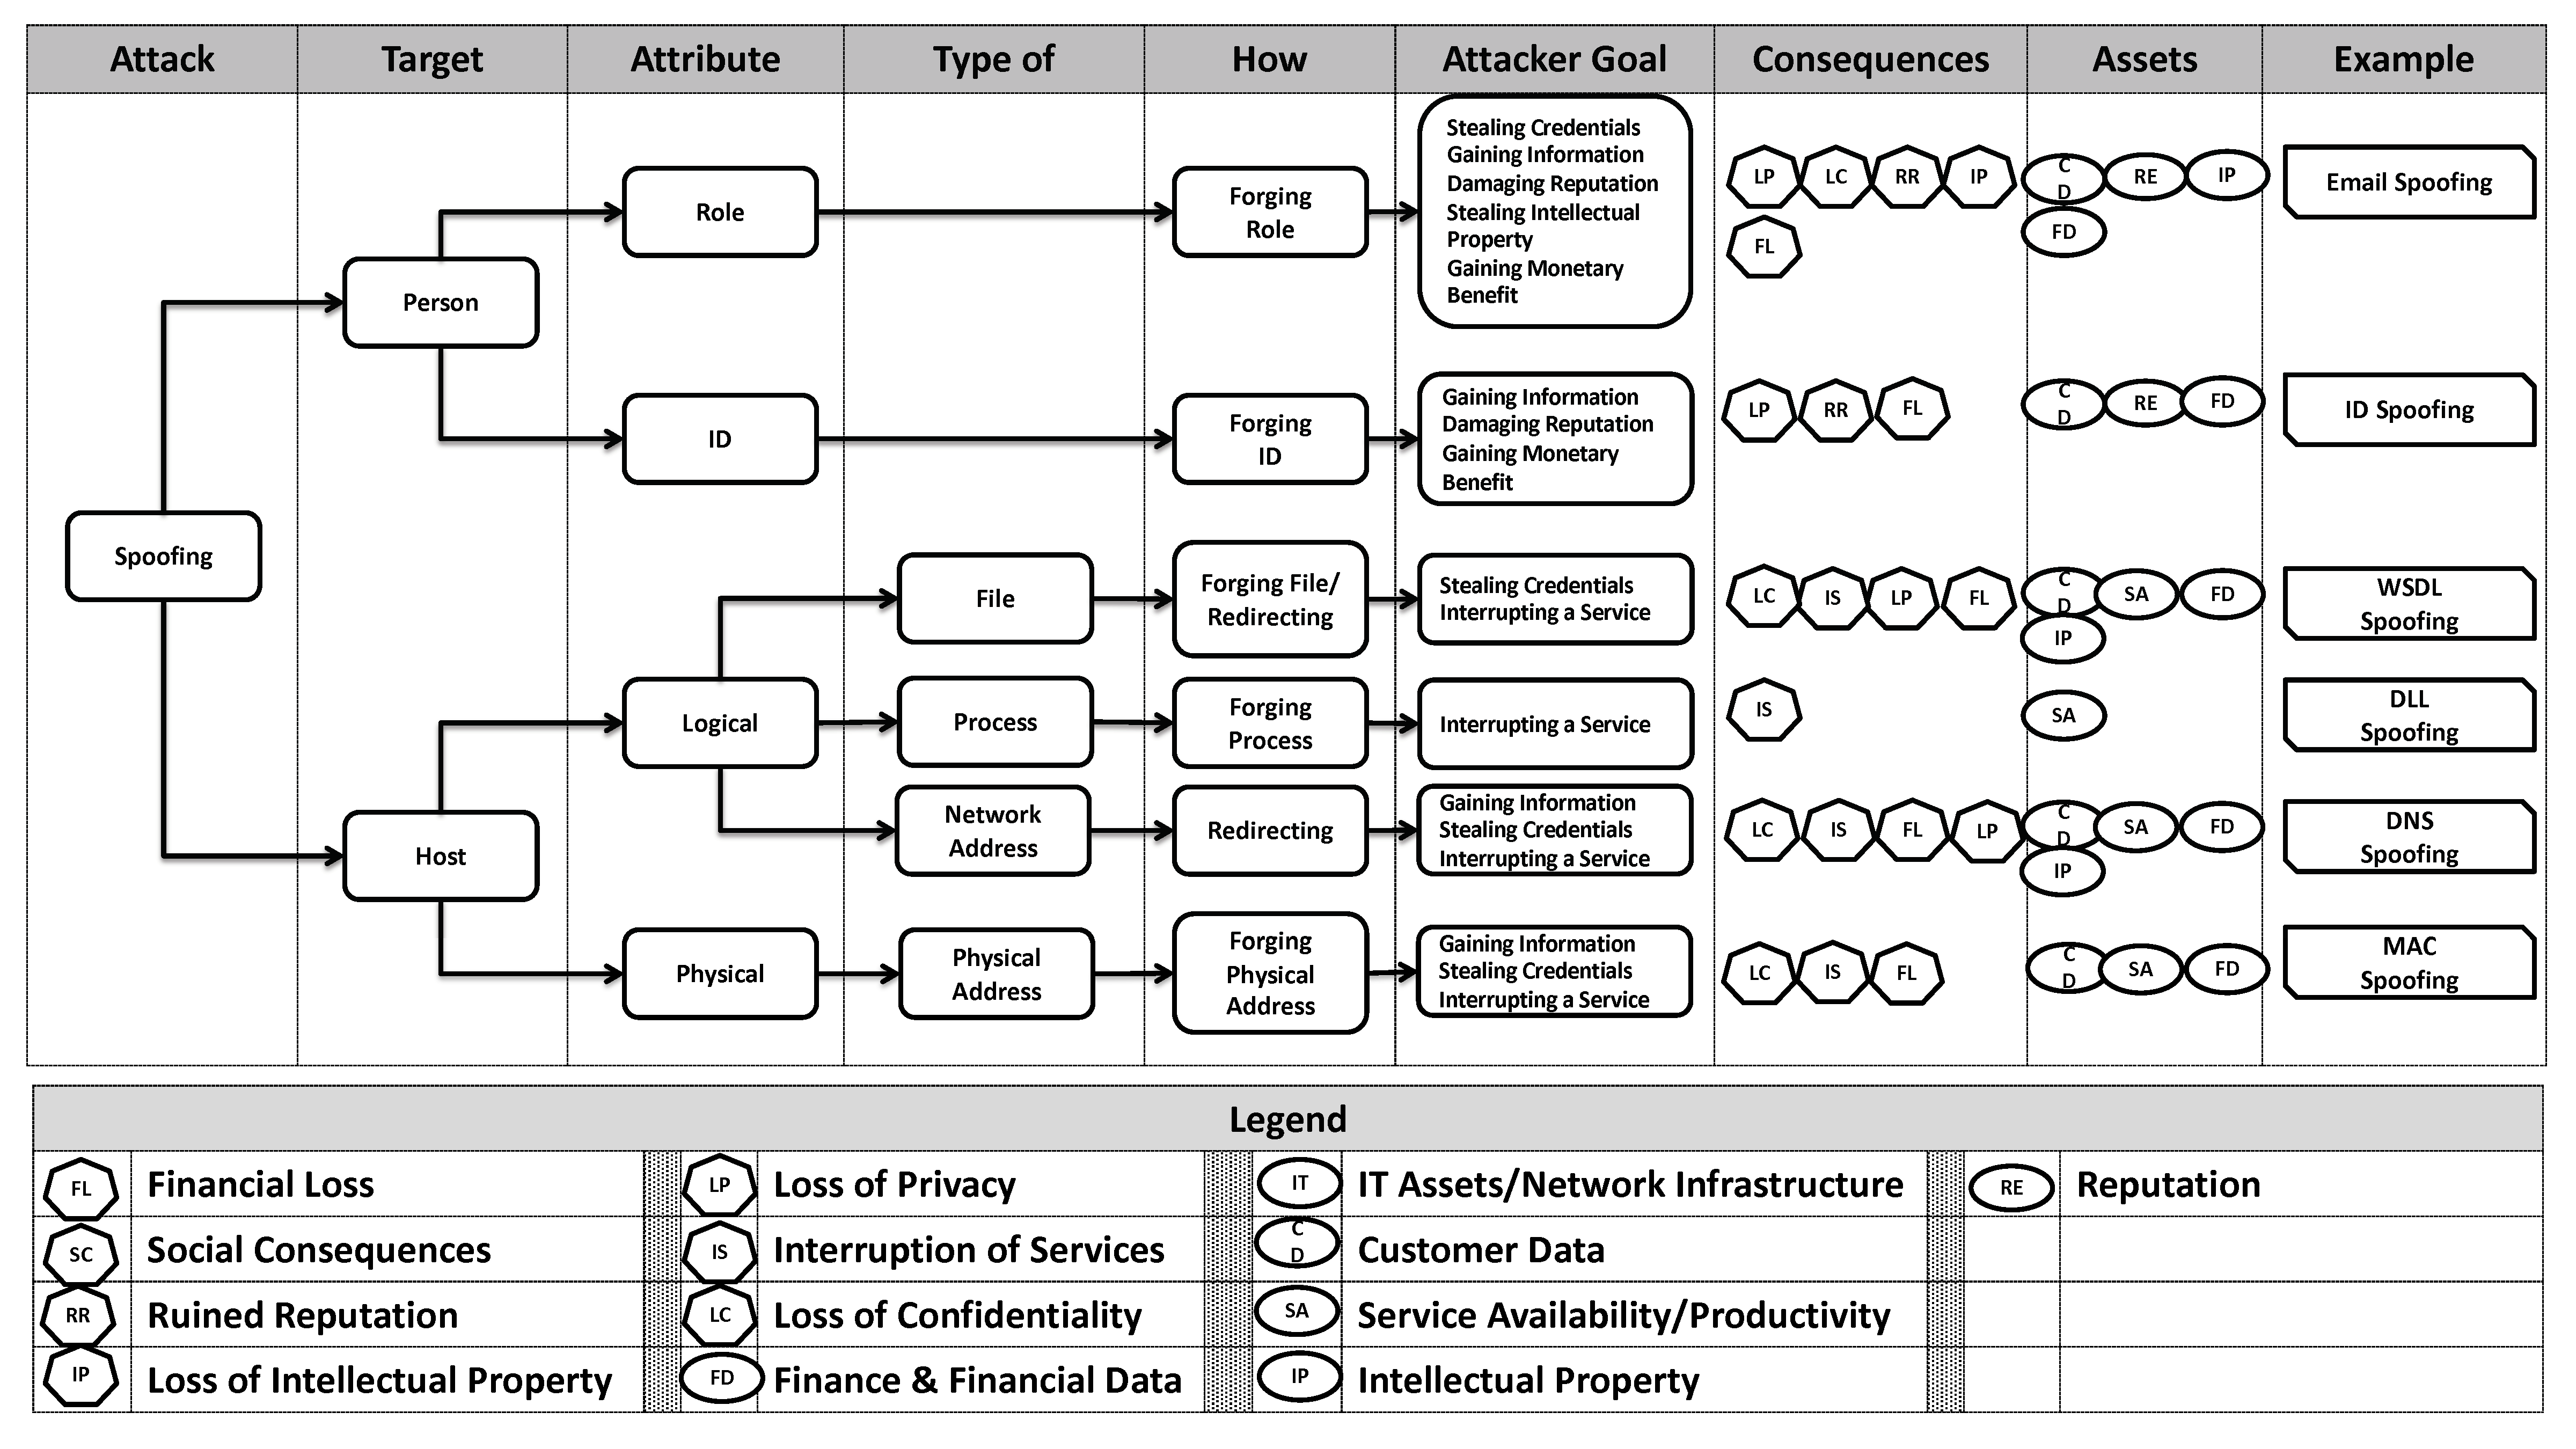 Attack Target Attribute Type of How Attacker Goal Consequences Assets Example
Stealing Credentials
Gaining Information
Damaging Reputation
Stealing Intellectual
Property
Gaining Monetary
Benefit
Role
Forging
Role
LP LC RR IP
FL
C
D
RE IP
FD
Email Spoofing
Person
ID
Forging
ID
Gaining Information
Damaging Reputation
Gaining Monetary
Benefit
LP RR FL
C
D
RE FD
ID Spoofing
Spoofing
File
Forging File/
Redirecting
Stealing Credentials
Interrupting a Service
LC IS LP FL
C
D
SA FD
IP
WSDL
Spoofing
Logical
Process
Forging
Process
Interrupting a Service
IS
SA
DLL
Spoofing
Network
Address
Redirecting
Gaining Information
Stealing Credentials
Interrupting a Service
LC IS FL LP
C
D
SA FD
IP
DNS
Spoofing
Host
Physical
Physical
Address
Forging
Physical
Address
Gaining Information
Stealing Credentials
Interrupting a Service
LC IS FL
C
D
SA FD
MAC
Spoofing
Legend
FL Financial Loss
LP Loss of Privacy
IT IT Assets/Network Infrastructure
RE Reputation
SC Social Consequences
IS Interruption of Services
C
D
Customer Data
RR Ruined Reputation
LC Loss of Confidentiality
SA Service Availability/Productivity
IP Loss of Intellectual Property
FD Finance & Financial Data
IP Intellectual Property